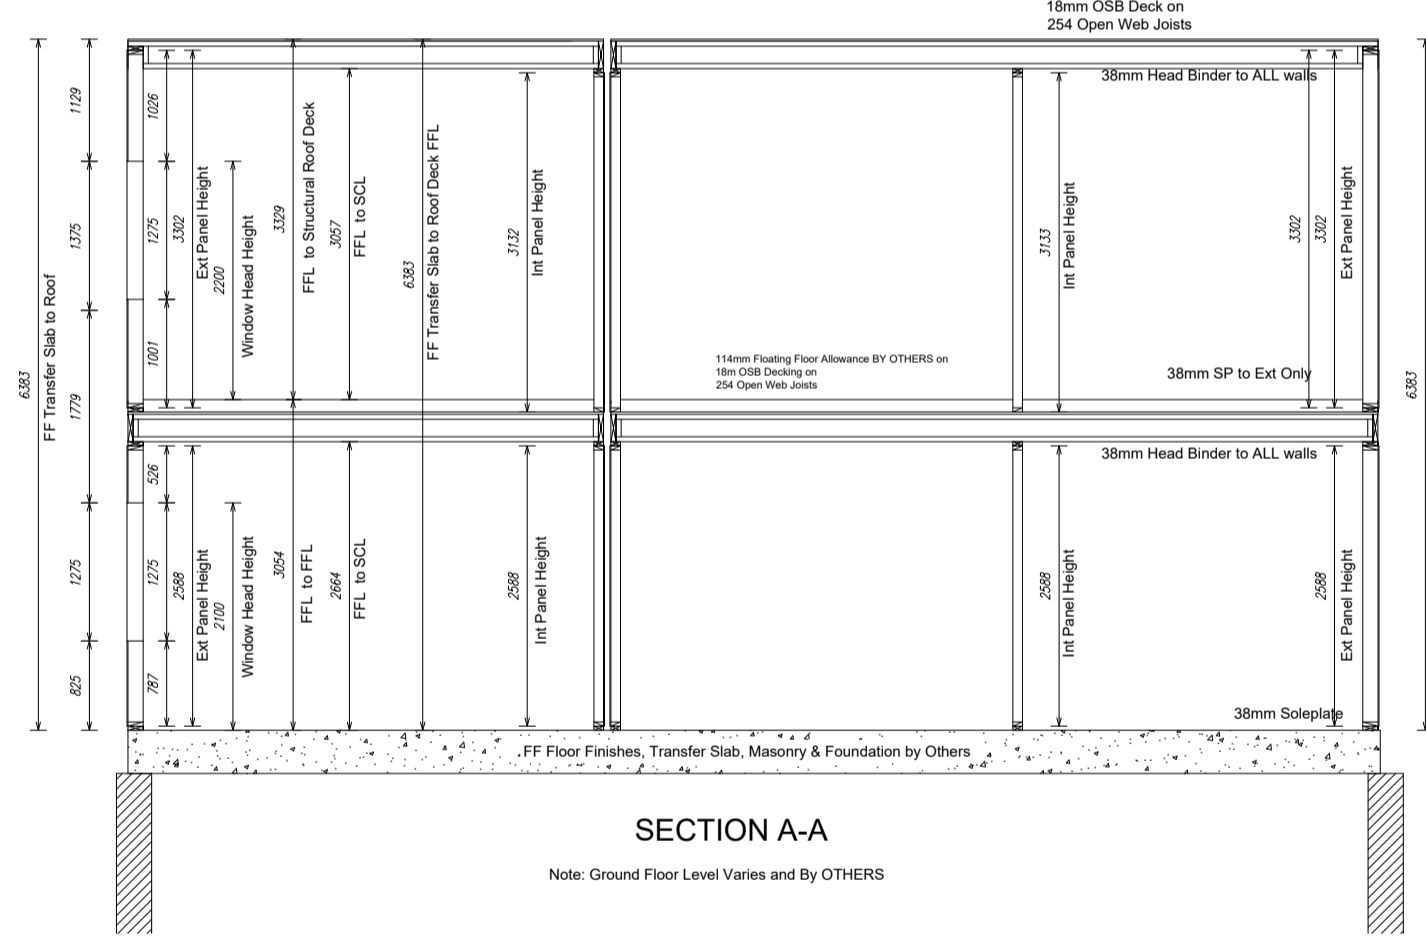 18mm OSB Deck on
254 Open Web Joists
38mm Head Binder to ALL walls
6383
FF Transfer Slab to Roof
1129
1375
1779
1275
825
1026
1275
1001
526
1275
787
3302
Ext Panel Height
2200
Window Head Height
3329
FFL to Structural Roof Deck
3057
FFL to SCL
6383
FF Transfer Slab to Roof Deck FFL
3132
Int Panel Height
3133
Int Panel Height
3302
3302
Ext Panel Height
6383
114mm Floating Floor Allowance BY OTHERS on
18m OSB Decking on
254 Open Web Joists
38mm SP to Ext Only
38mm Head Binder to ALL walls
2588
Ext Panel Height
2100
Window Head Height
3054
FFL to FFL
2664
FFL to SCL
2588
Int Panel Height
2588
Int Panel Height
2588
Ext Panel Height
38mm Soleplate
.FF Floor Finishes, Transfer Slab, Masonry & Foundation by Others
SECTION A-A
Note: Ground Floor Level Varies and By OTHERS